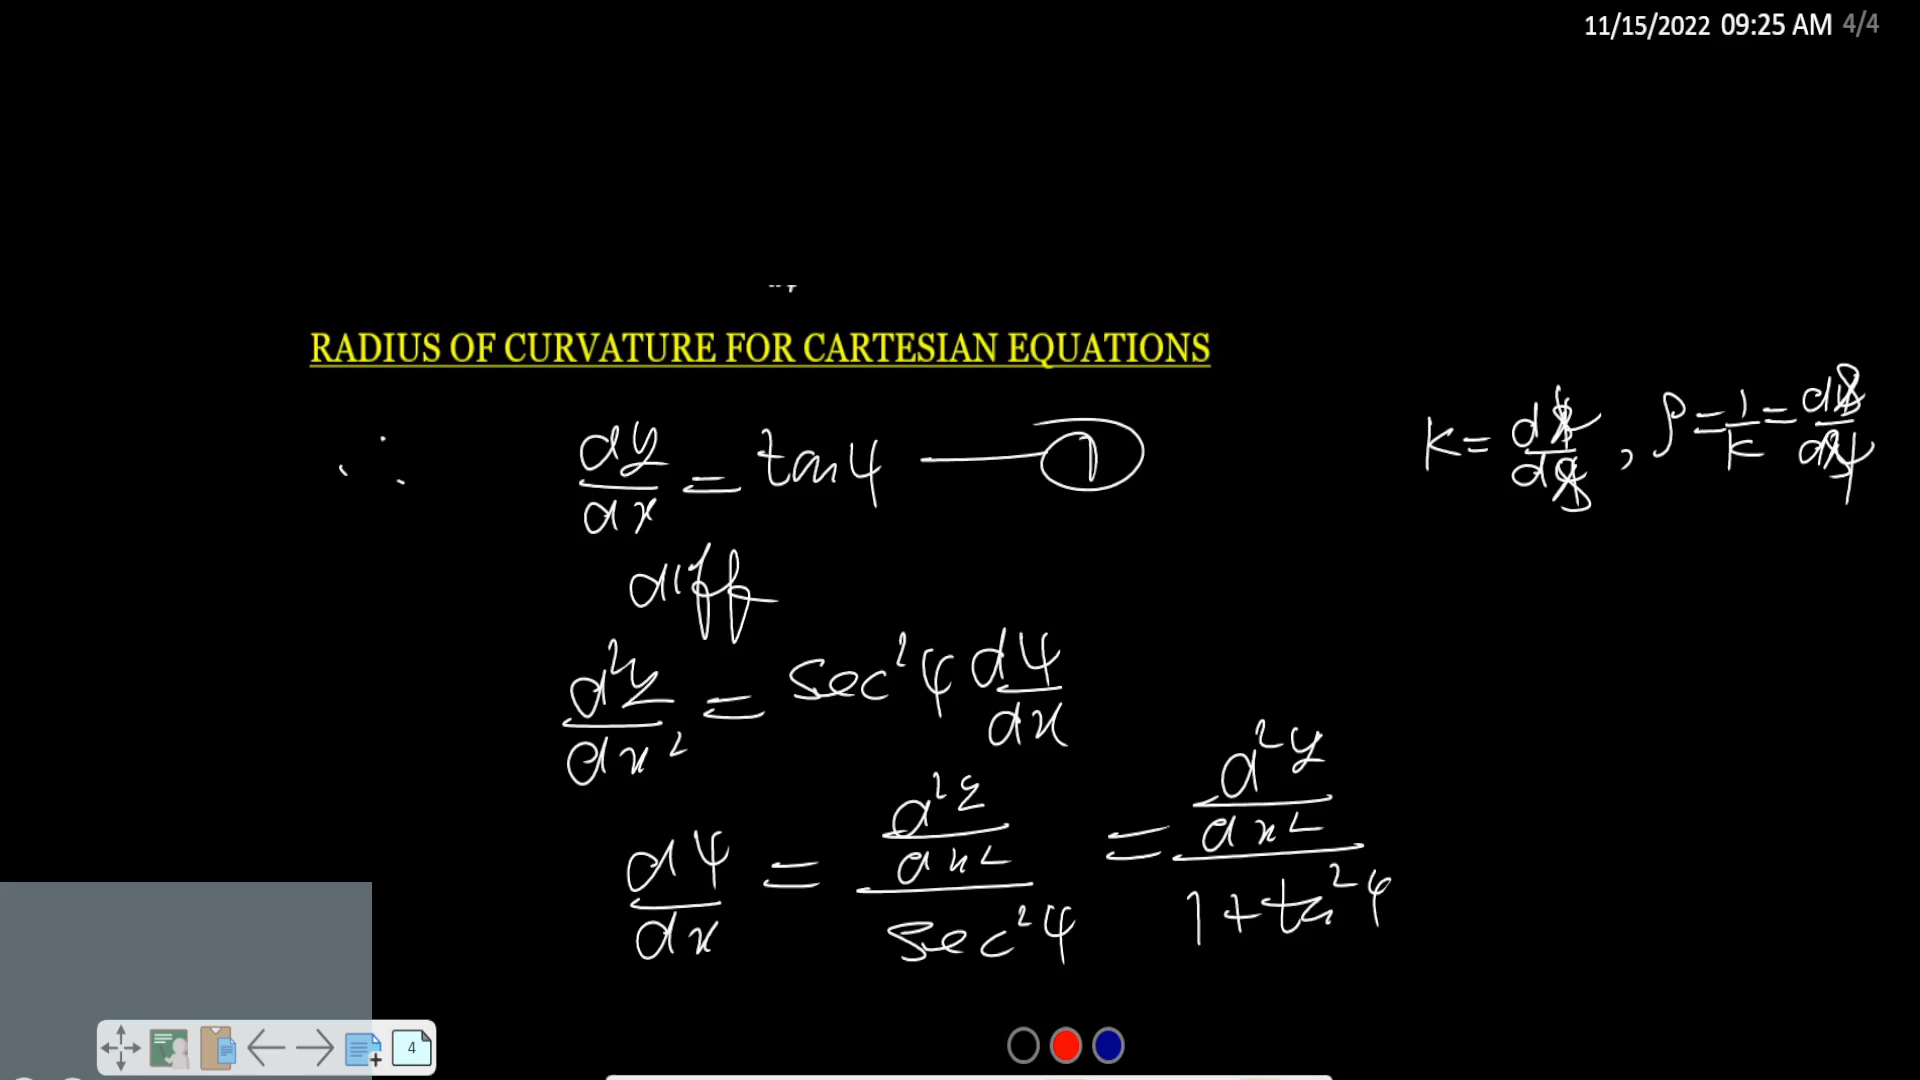 11/15/2022 09:25 AM 4/4
RADIUS OF CURVATURE FOR CARTESIAN EQUATIONS
∴ dy/dx = tanψ — ①
K = dψ/ds, ρ = 1/K = ds/dψ
diff
d²y/dx² = sec²ψ dψ/dx
dψ/dx = (d²y/dx²)/(sec²ψ) = (d²y/dx²)/(1+tan²ψ)
4